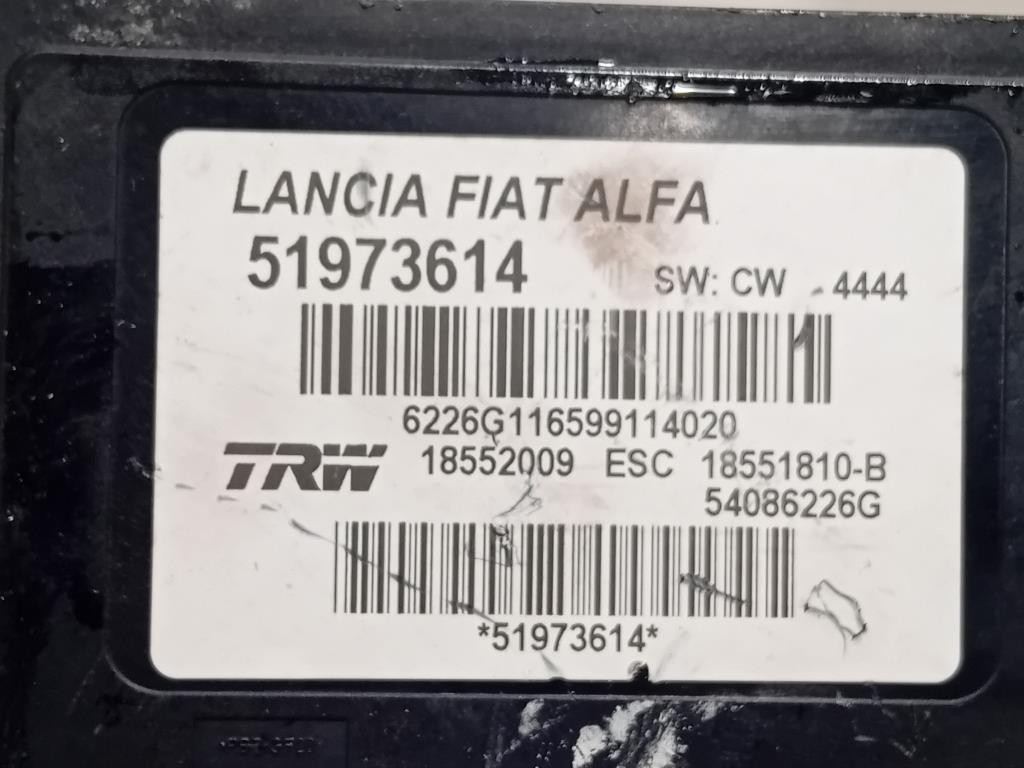 LANCIA FIAT ALFA
51973614 SW: CW - 4444
6226G116599114020
TRW 18552009 ESC 18551810-B
54086226G
*51973614*